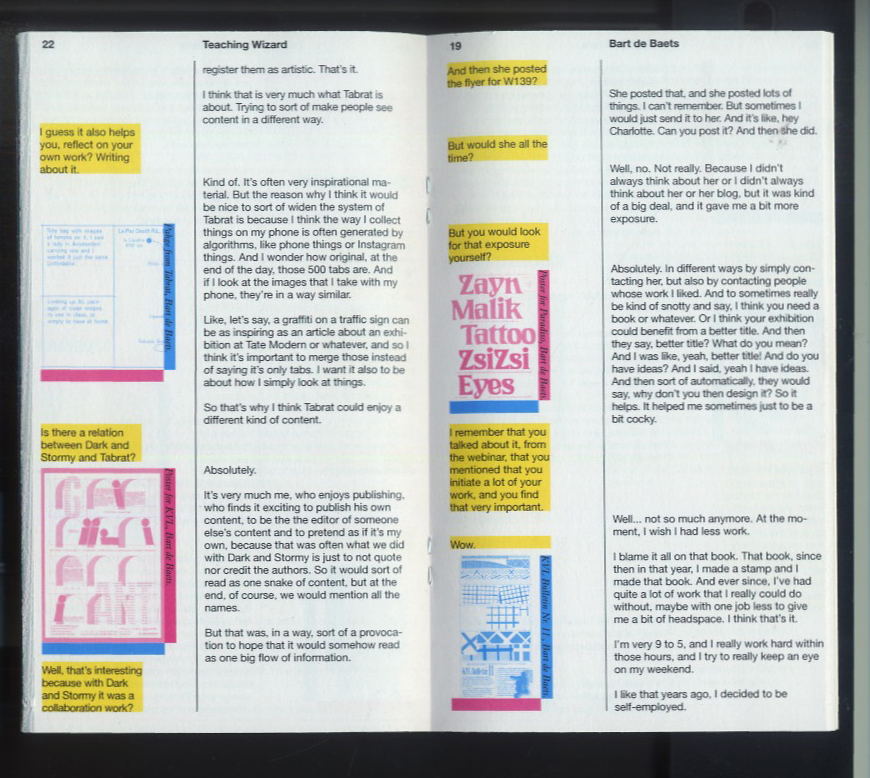 22
Teaching Wizard
register them as artistic. That's it.
I think that is very much what Tabrat is
about. Trying to sort of make people see
content in a different way.
I guess it also helps
you, reflect on your
own work? Writing
about it.
Kind of. It's often very inspirational ma-
terial. But the reason why I think it would
be nice to sort of widen the system of
Tabrat is because I think the way I collect
things on my phone is often generated by
algorithms, like phone things or Instagram
things. And I wonder how original, at the
end of the day, those 500 tabs are. And
if I look at the images that I take with my
phone, they're in a way similar.
Like, let's say, a graffiti on a traffic sign can
be as inspiring as an article about an exhi-
bition at Tate Modern or whatever, and so I
think it's important to merge those instead
of saying it's only tabs. I want it also to be
about how I simply look at things.
So that's why I think Tabrat could enjoy a
different kind of content.
Poster from Tabrat, Bart de Baets
Is there a relation
between Dark and
Stormy and Tabrat?
Absolutely.
It's very much me, who enjoys publishing,
who finds it exciting to publish his own
content, to be the the editor of someone
else's content and to pretend as if it's my
own, because that was often what we did
with Dark and Stormy is just to not quote
nor credit the authors. So it would sort of
read as one snake of content, but at the
end, of course, we would mention all the
names.
But that was, in a way, sort of a provoca-
tion to hope that it would somehow read
as one big flow of information.
Poster for KVL, Bart de Baets
Well, that's interesting
because with Dark
and Stormy it was a
collaboration work?
19
Bart de Baets
And then she posted
the flyer for W139?
She posted that, and she posted lots of
things. I can't remember. But sometimes I
would just send it to her. And it's like, hey
Charlotte. Can you post it? And then she did.
But would she all the
time?
Well, no. Not really. Because I didn't
always think about her or I didn't always
think about her or her blog, but it was kind
of a big deal, and it gave me a bit more
exposure.
But you would look
for that exposure
yourself?
Absolutely. In different ways by simply con-
tacting her, but also by contacting people
whose work I liked. And to sometimes really
be kind of snotty and say, I think you need a
book or whatever. Or I think your exhibition
could benefit from a better title. And then
they say, better title? What do you mean?
And I was like, yeah, better title! And do you
have ideas? And I said, yeah I have ideas.
And then sort of automatically, they would
say, why don't you then design it? So it
helps. It helped me sometimes just to be a
bit cocky.
Zayn
Malik
Tattoo
ZsiZsi
Eyes
Poster for Paradiso, Bart de Baets
I remember that you
talked about it, from
the webinar, that you
mentioned that you
initiate a lot of your
work, and you find
that very important.
Well... not so much anymore. At the mo-
ment, I wish I had less work.
Wow.
I blame it all on that book. That book, since
then in that year, I made a stamp and I
made that book. And ever since, I've had
quite a lot of work that I really could do
without, maybe with one job less to give
me a bit of headspace. I think that's it.
I'm very 9 to 5, and I really work hard within
those hours, and I try to really keep an eye
on my weekend.
I like that years ago, I decided to be
self-employed.
KVL Bulletin Nr. 11, Bart de Baets